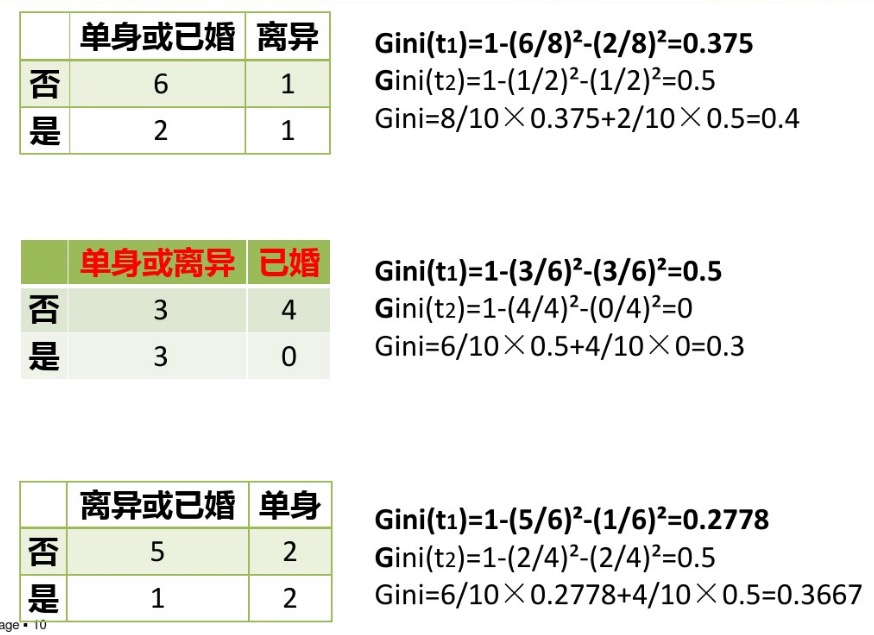 单身或已婚 离异
否 6 1
是 2 1
Gini(t1)=1-(6/8)²-(2/8)²=0.375
Gini(t2)=1-(1/2)²-(1/2)²=0.5
Gini=8/10×0.375+2/10×0.5=0.4
单身或离异 已婚
否 3 4
是 3 0
Gini(t1)=1-(3/6)²-(3/6)²=0.5
Gini(t2)=1-(4/4)²-(0/4)²=0
Gini=6/10×0.5+4/10×0=0.3
离异或已婚 单身
否 5 2
是 1 2
Gini(t1)=1-(5/6)²-(1/6)²=0.2778
Gini(t2)=1-(2/4)²-(2/4)²=0.5
Gini=6/10×0.2778+4/10×0.5=0.3667
age ▪ 10